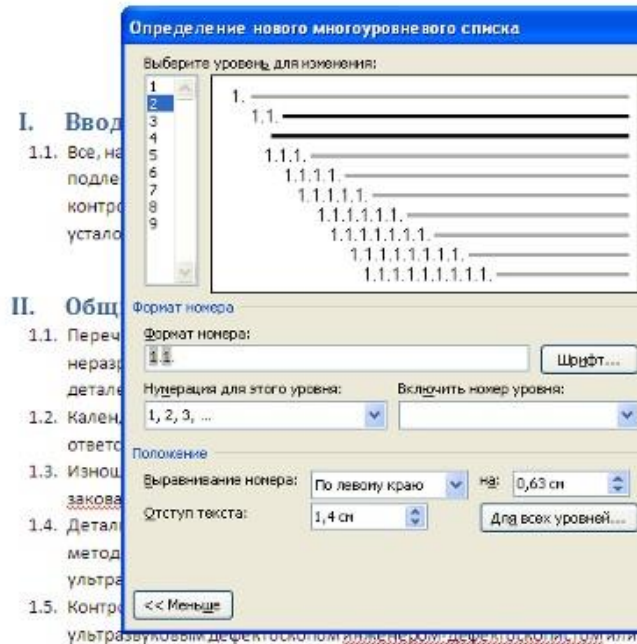 Определение нового многоуровневого списка
Выберите уровень для изменения:
1
2
3
4
5
6
7
8
9
1.
1.1.
1.1.1.
1.1.1.1.
1.1.1.1.1.
1.1.1.1.1.1.
1.1.1.1.1.1.1.
1.1.1.1.1.1.1.1.
1.1.1.1.1.1.1.1.1.
Формат номера
Формат номера:
1.1.
Шрифт...
Нумерация для этого уровня:
Включить номер уровня:
1, 2, 3, ...
Положение
Выравнивание номера:
По левому краю
на:
0,63 см
Отступ текста:
1,4 см
Для всех уровней...
<< Меньше
I. Ввод
1.1. Все, на
подле
контро
устало
II. Общ
1.1. Переч
неразр
детале
1.2. Кален,
ответс
1.3. Износ
закова
1.4. Детал
метод
ультра
1.5. Контро
ультразвуковым дефектоскопом